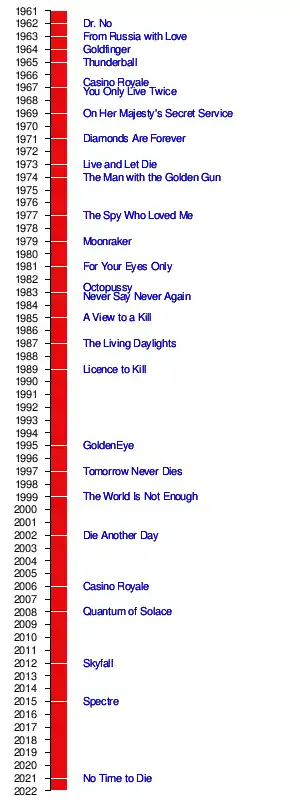 1961
1962 Dr. No
1963 From Russia with Love
1964 Goldfinger
1965 Thunderball
1966
Casino Royale
1967 You Only Live Twice
1968
1969 On Her Majesty's Secret Service
1970
1971 Diamonds Are Forever
1972
1973 Live and Let Die
1974 The Man with the Golden Gun
1975
1976
1977 The Spy Who Loved Me
1978
1979 Moonraker
1980
1981 For Your Eyes Only
1982
Octopussy
1983 Never Say Never Again
1984
1985 A View to a Kill
1986
1987 The Living Daylights
1988
1989 Licence to Kill
1990
1991
1992
1993
1994
1995 GoldenEye
1996
1997 Tomorrow Never Dies
1998
1999 The World Is Not Enough
2000
2001
2002 Die Another Day
2003
2004
2005
2006 Casino Royale
2007
2008 Quantum of Solace
2009
2010
2011
2012 Skyfall
2013
2014
2015 Spectre
2016
2017
2018
2019
2020
2021 No Time to Die
2022